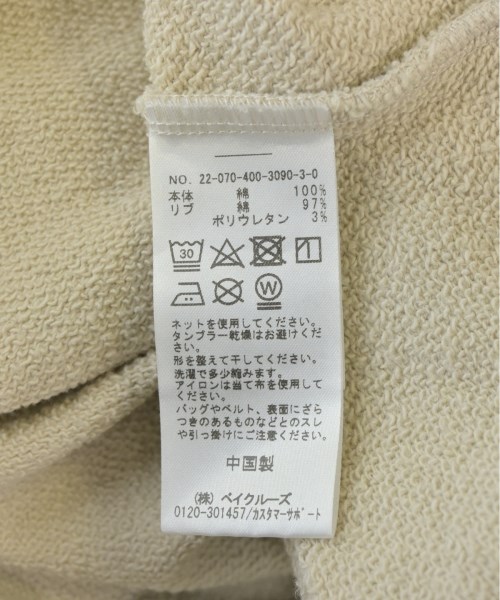 NO. 22-070-400-3090-3-0
本体 綿 100%
リブ 綿 97%
ポリウレタン 3%
30
W
ネットを使用してください。
タンブラー乾燥はお避けくだ
さい。
形を整えて干してください。
洗濯で多少縮みます。
アイロンは当て布を使用して
ください。
バッグやベルト、表面にざら
つきのあるものなどとのスレ
や引っ掛けにご注意ください。
中国製
(株) ベイクルーズ
0120-301457/カスタマーサポート